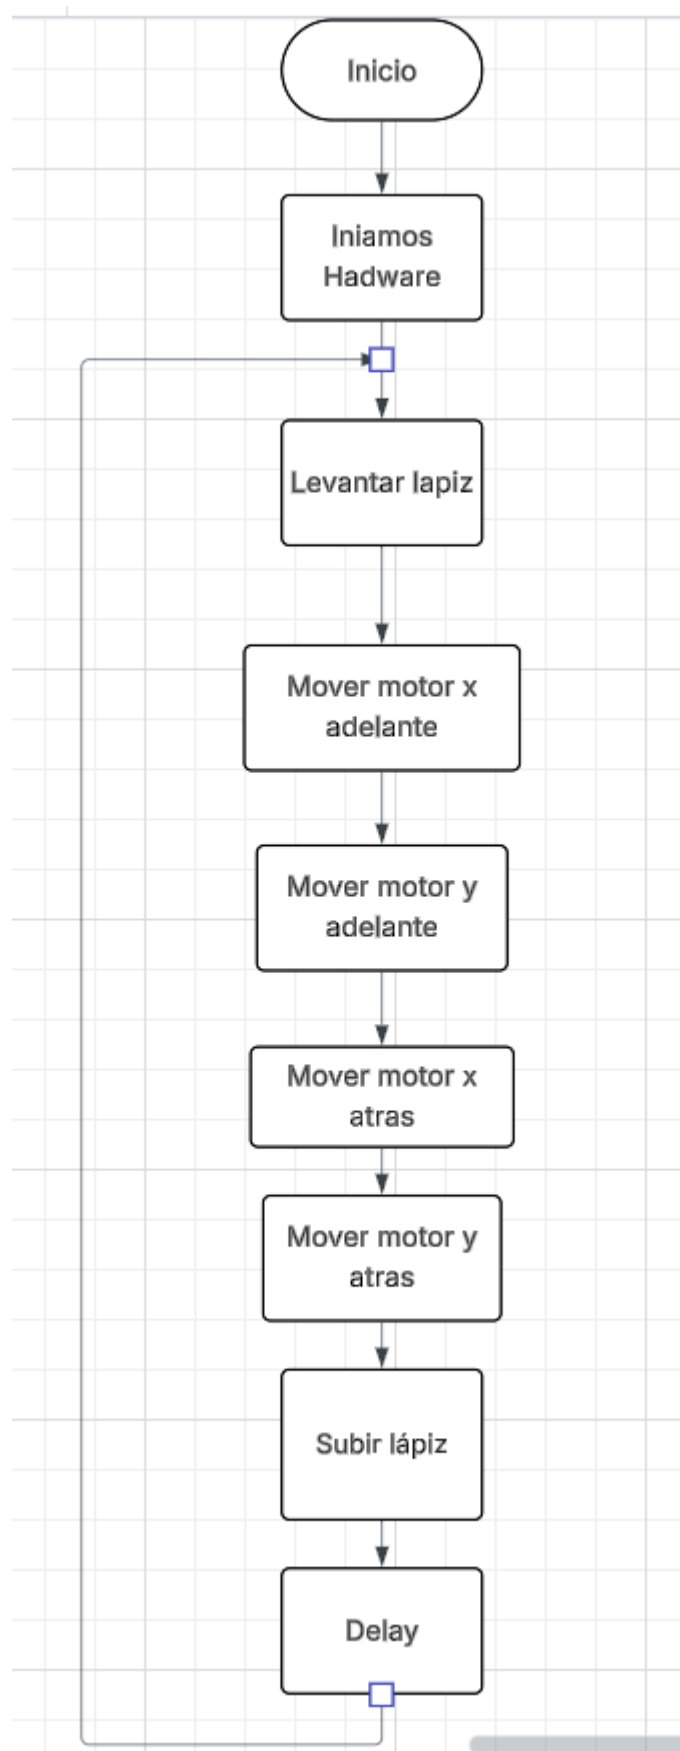 Inicio
Iniamos
Hadware
Levantar lapiz
Mover motor x
adelante
Mover motor y
adelante
Mover motor x
atras
Mover motor y
atras
Subir lápiz
Delay